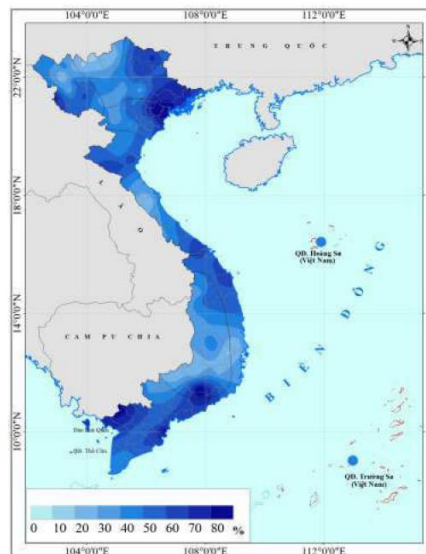 104°0'0"E 108°0'0"E 112°0'0"E
TRUNG QUỐC
22°0'0"N
18°0'0"N
14°0'0"N
10°0'0"N
LÀO
QĐ. Hoàng Sa
(Việt Nam)
BIỂN ĐÔNG
CAM PU CHIA
QĐ. Thổ Chu
QĐ. Trường Sa
(Việt Nam)
0 10 20 30 40 50 60 70 80 %
104°0'0"E 108°0'0"E 112°0'0"E